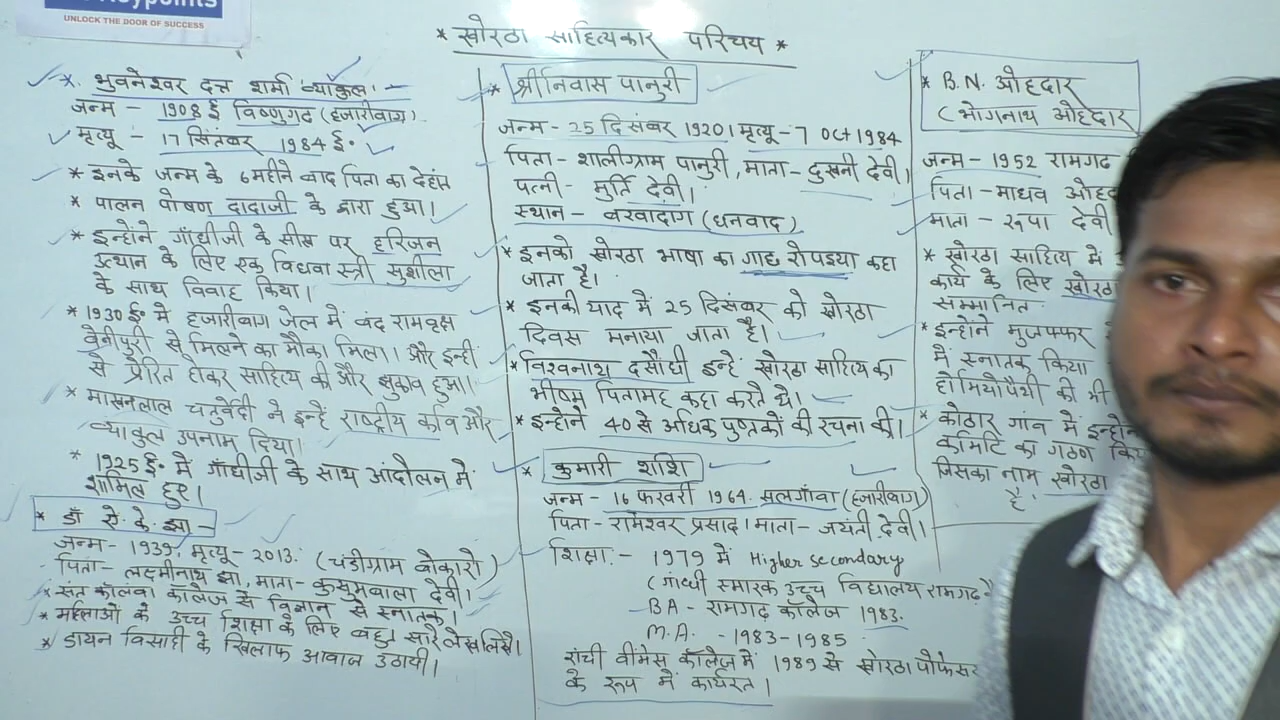 Keypoints
UNLOCK THE DOOR OF SUCCESS
* खोरठा साहित्यकार परिचय *
*. भुवनेश्वर दत्त शर्मा व्याकुल -
जन्म - 1908 ई विष्णुगढ (हजारीबाग)
मृत्यु - 17 सितंबर 1984 ई.
* इनके जन्म के 6 महीने बाद पिता का देहांत
* पालन पोषण दादाजी के द्वारा हुआ।
* इन्होने गाँधीजी के सीख पर हरिजन
उत्थान के लिए एक विधवा स्त्री सुशीला
के साथ विवाह किया।
* 1930 ई० में हजारीबाग जेल में बंद रामवृक्ष
बेनीपुरी से मिलने का मौका मिला। और इन्ही
से प्रेरित होकर साहित्य की और झुकाव हुआ।
* माखनलाल चतुर्वेदी ने इन्हे राष्ट्रीय कवि और
व्याकुल उपनाम दिया।
* 1925 ई० में गाँधीजी के साथ आंदोलन में
शामिल हुए।
* डॉ ए. के. झा -
जन्म - 1939, मृत्यु - 2013. (चंडीग्राम बोकारो)
पिता - लक्ष्मीनाथ झा, माता - कुसुमबाला देवी।
* संत कोलंबा कॉलेज से विज्ञान से स्नातक।
* महिलाओं के उच्च शिक्षा के लिए बहुत सारे लेख लिखे।
* डायन बिसाही के खिलाफ आवाज उठायी।
* श्रीनिवास पानुरी
जन्म - 25 दिसंबर 1920। मृत्यु - 7 Oct 1984
पिता - शालीग्राम पानुरी, माता - दुखनी देवी।
पत्नी - मुर्ति देवी।
स्थान - बरवादाग (धनवाद)
* इनको खोरठा भाषा का गाछ रोपइया कहा
जाता है।
* इनकी याद में 25 दिसंबर को खोरठा
दिवस मनाया जाता है।
* विश्वनाथ दसौंधी इन्हे खोरठा साहित्य का
भीष्म पितामह कहा करते थे।
* इन्होने 40 से अधिक पुष्तकों की रचना की।
* कुमारी शशि
जन्म - 16 फरवरी 1964. सलगाँवा (हजारीबाग)
पिता - रामेश्वर प्रसाद। माता - जयंती देवी।
शिक्षा :- 1979 में Higher secondary
(गाँधी स्मारक उच्च विद्यालय रामगढ़
BA - रामगढ़ कॉलेज 1983.
M.A. - 1983-1985.
रांची वीमेंस कॉलेज में 1989 से खोरठा प्रोफेसर
के रूप में कार्यरत।
* B.N. ओहदार
(भोगनाथ ओहदार
जन्म - 1952 रामगढ
पिता - माधव ओहद
माता - रूपा देवी
* खोरठा साहित्य में
कार्य के लिए खोरठा
सम्मानित
* इन्होने मुजफ्फर
में स्नातक किया
होमियोपैथी की भी
* कोठार गांव में इन्होंने
कमिटि का गठण किय
जिसका नाम खोरठा
है.